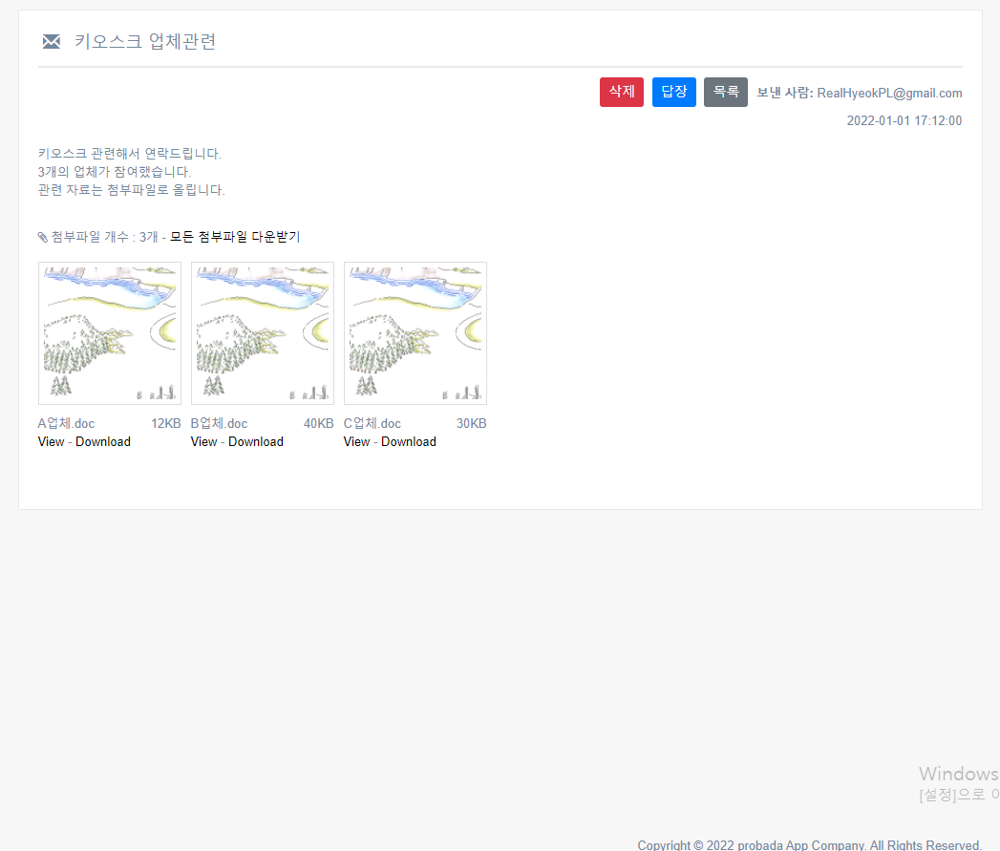 키오스크 업체관련
삭제 답장 목록 보낸 사람: RealHyeokPL@gmail.com
2022-01-01 17:12:00
키오스크 관련해서 연락드립니다.
3개의 업체가 참여했습니다.
관련 자료는 첨부파일로 올립니다.
첨부파일 개수 : 3개 - 모든 첨부파일 다운받기
A업체.doc 12KB B업체.doc 40KB C업체.doc 30KB
View - Download View - Download View - Download
Windows
[설정]으로
Copyright © 2022 probada App Company. All Rights Reserved.